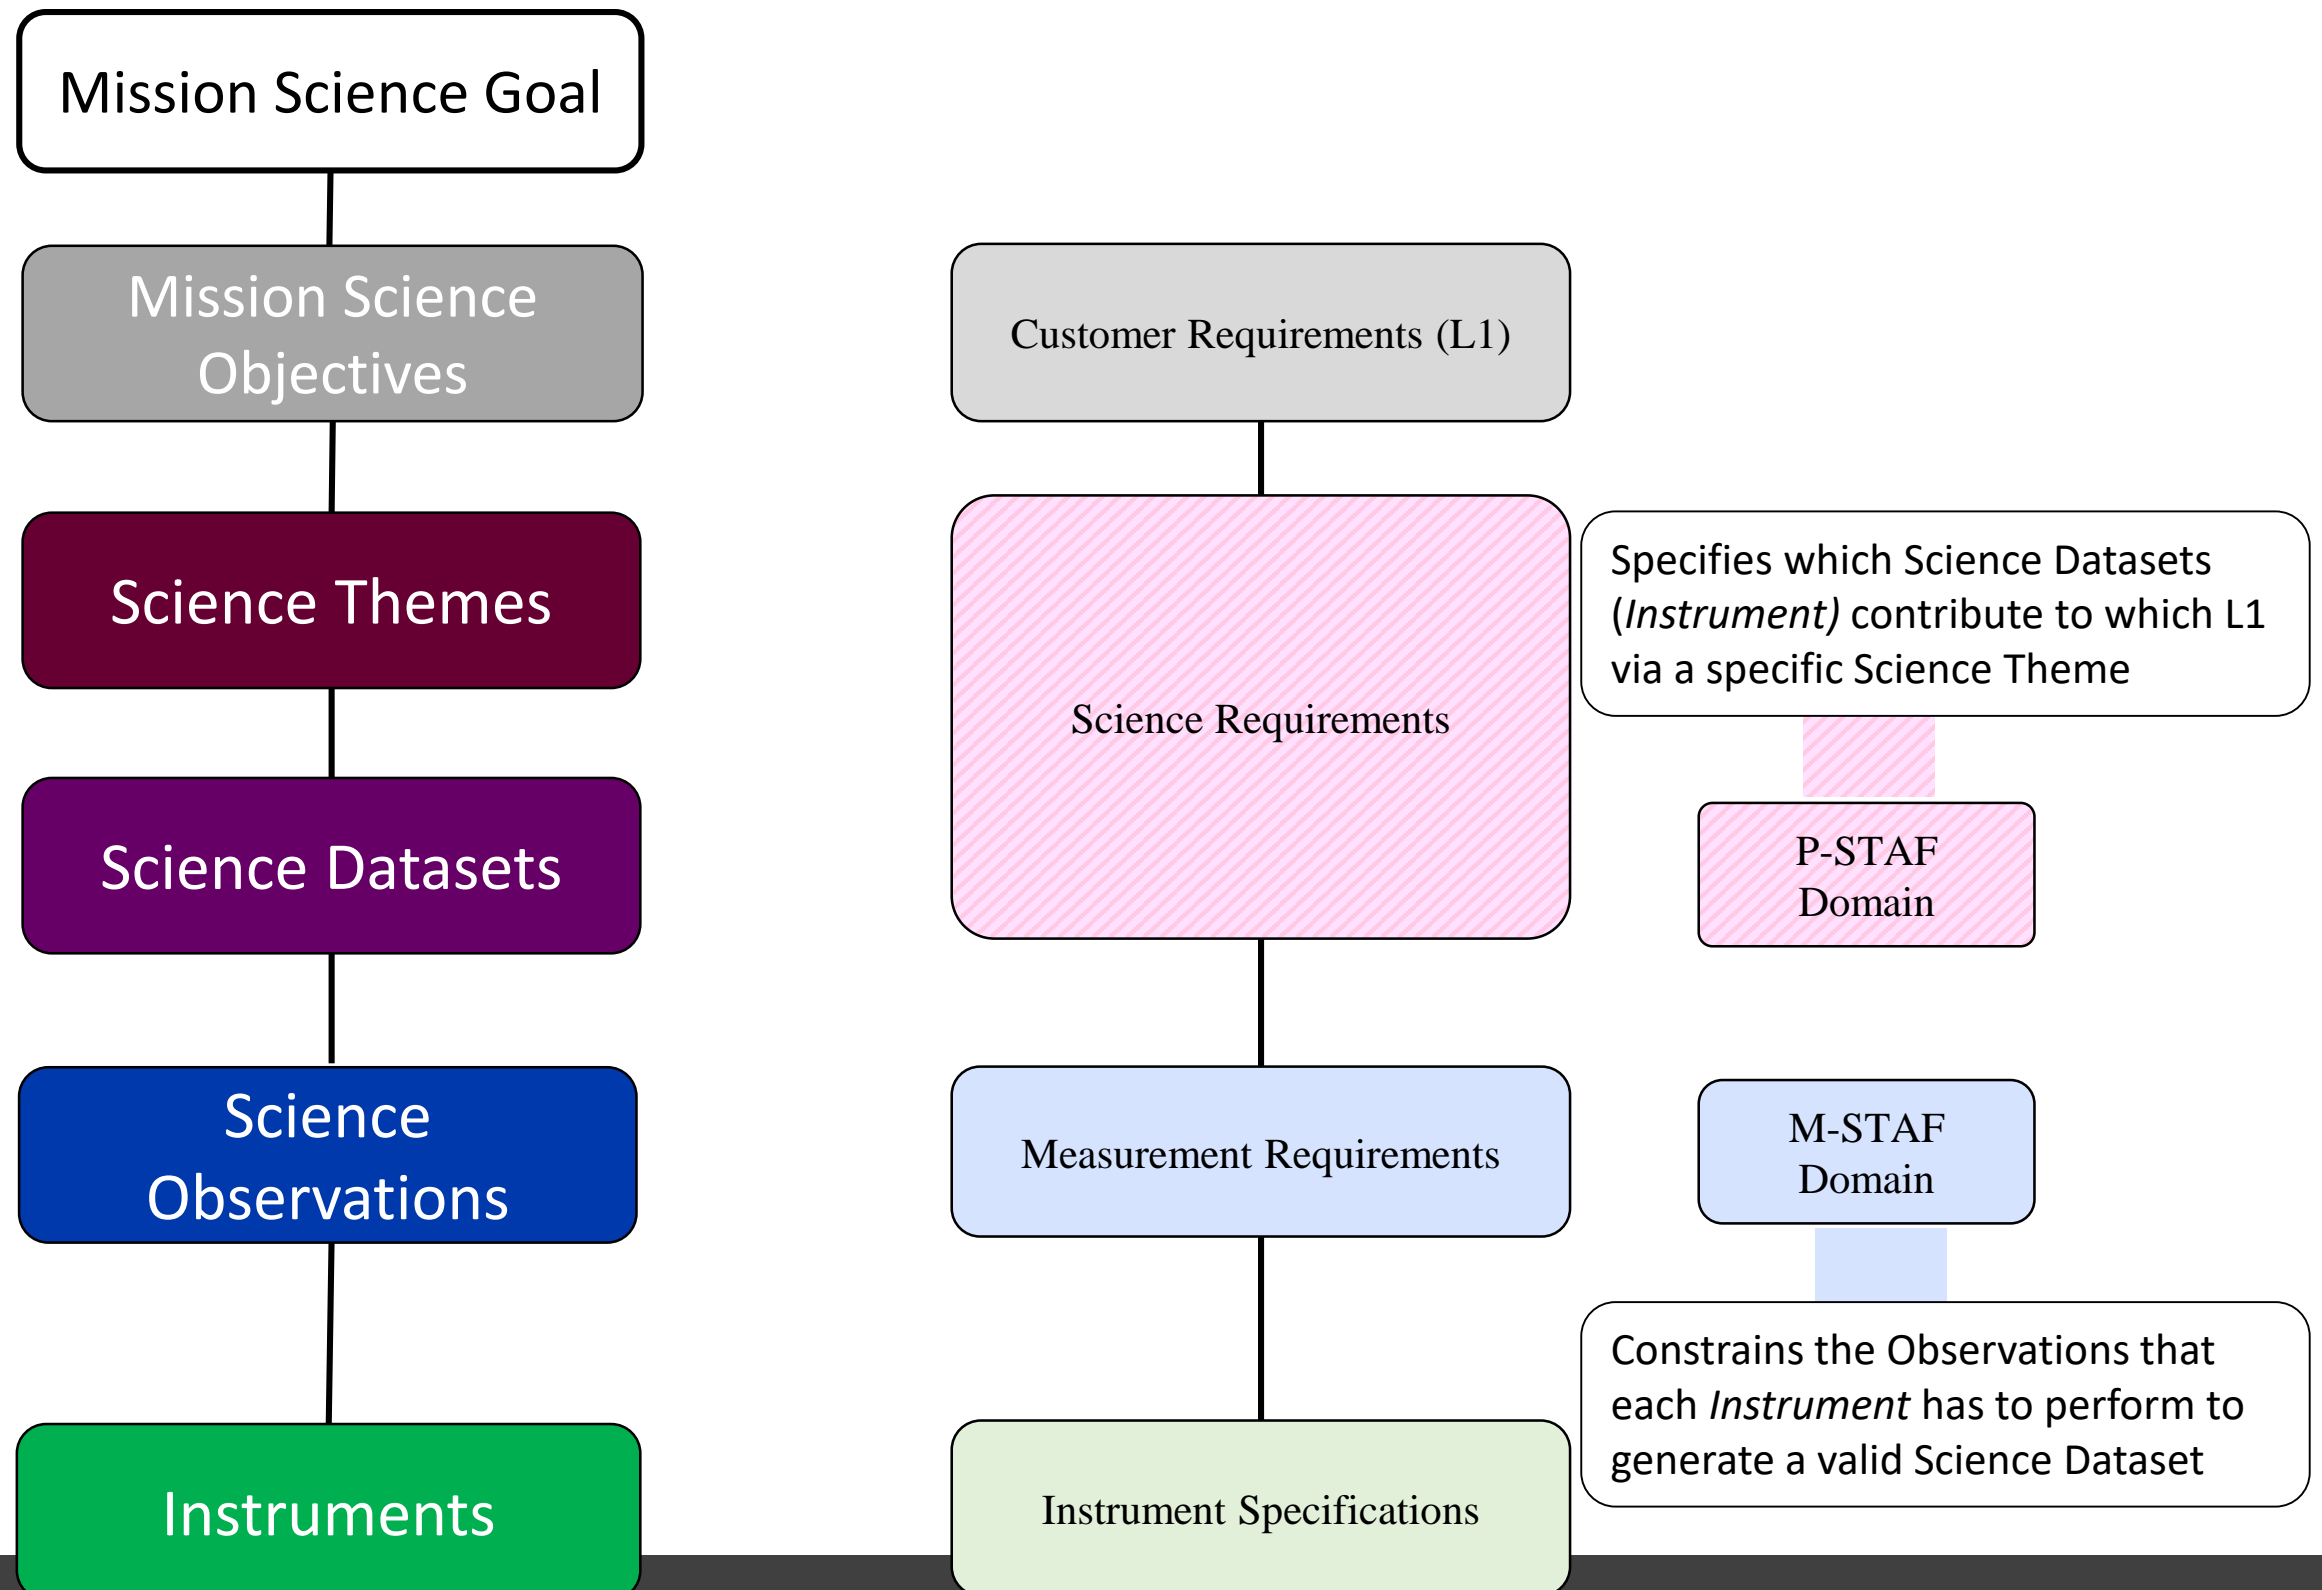 Mission Science Goal
Mission Science
Objectives
Science Themes
Science Datasets
Science
Observations
Instruments
Customer Requirements (L1)
Science Requirements
Measurement Requirements
Instrument Specifications
Specifies which Science Datasets
(Instrument) contribute to which L1
via a specific Science Theme
P-STAF
Domain
M-STAF
Domain
Constrains the Observations that
each Instrument has to perform to
generate a valid Science Dataset